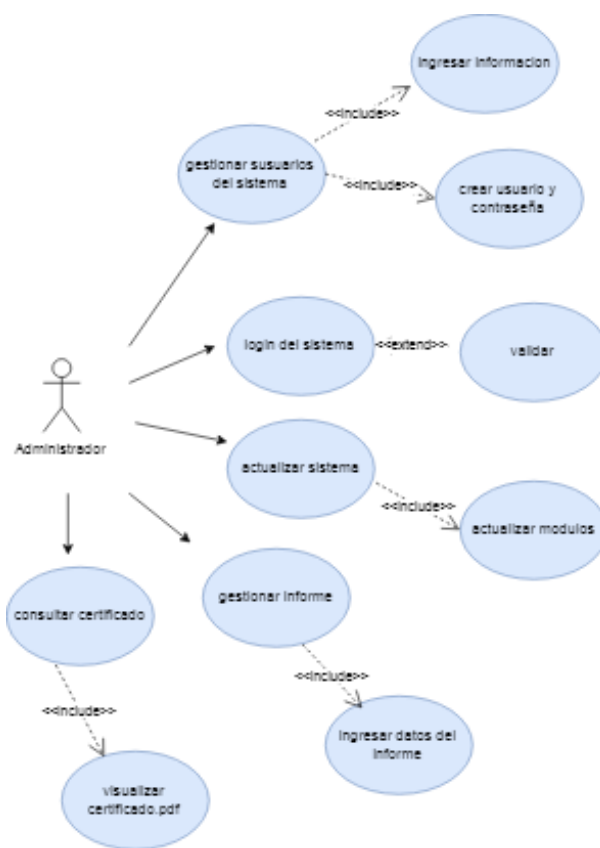 ingresar informacion
<<include>>
gestionar susuarios
del sistema
<<include>>
crear usuario y
contraseña
login del sistema
<<extend>>
validar
Administrador
actualizar sistema
<<include>>
actualizar modulos
consultar certificado
gestionar informe
<<include>>
<<include>>
ingresar datos del
informe
visualizar
certificado.pdf